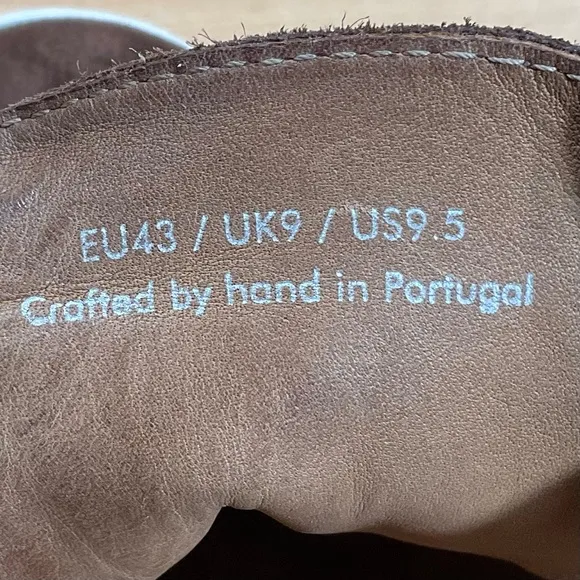 EU43 / UK9 / US9.5
Crafted by hand in Portugal